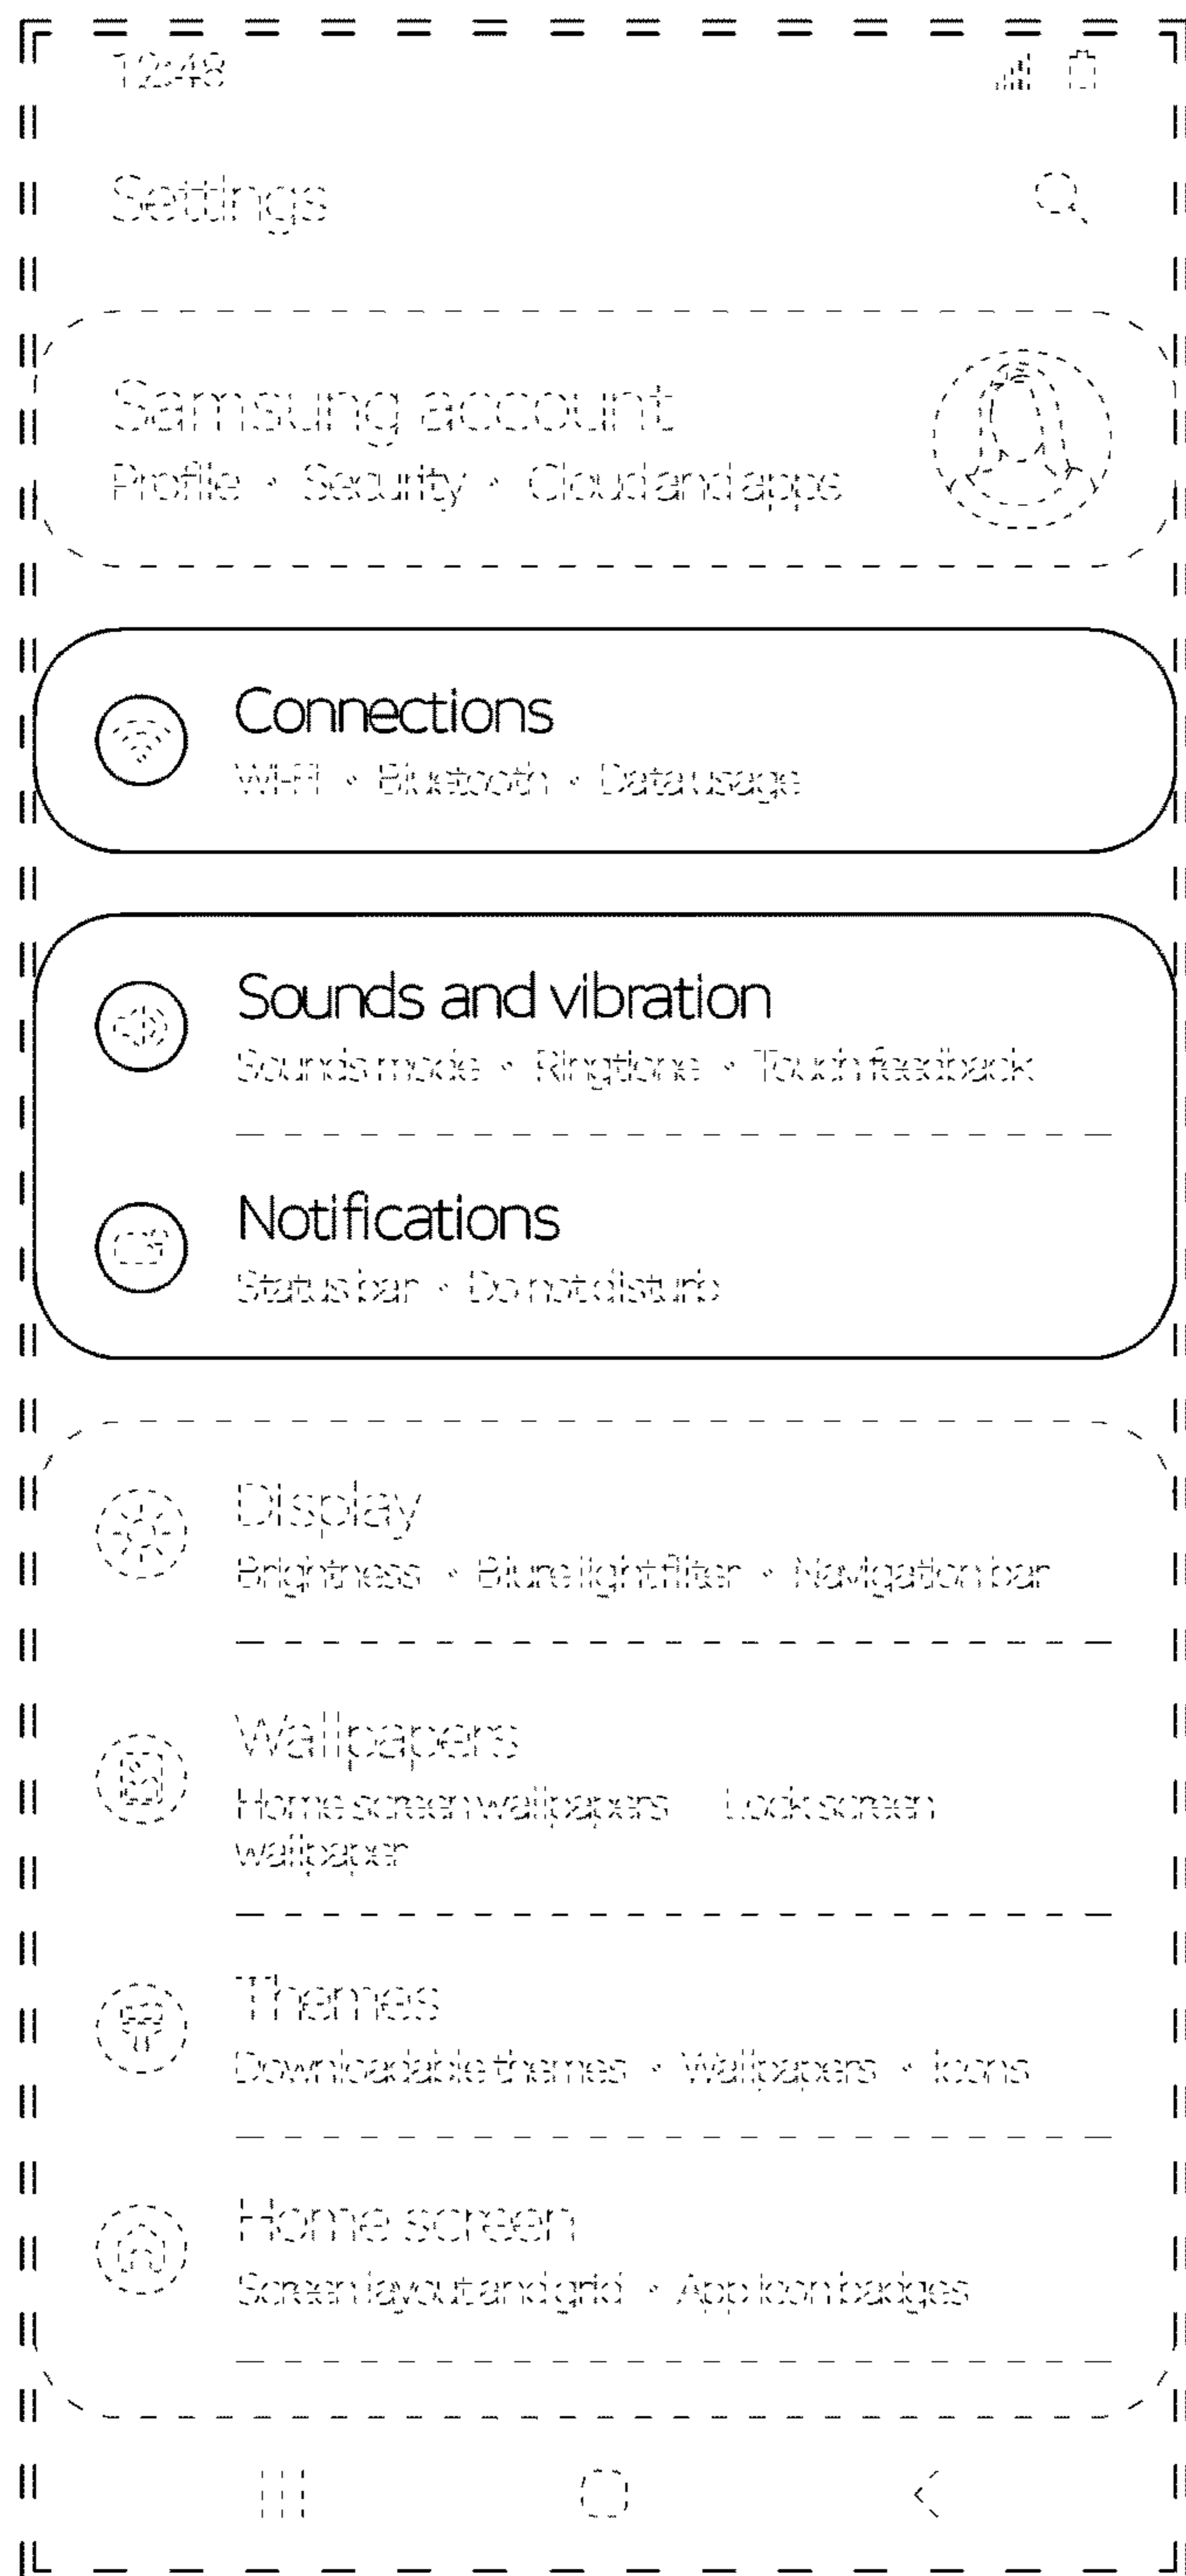 12:48
Settings
Samsung account
Profile • Security • Cloud and apps
Connections
Wi-Fi • Bluetooth • Data usage
Sounds and vibration
Sounds mode • Ringtione • Touch feedback
Notifications
Status bar • Do not disturb
Display
Brightness • Blure light filter • Navigation bar
Wallpapers
Home screen wallpapers Lock screen
wallpaper
Themes
Downloadable themes • Wallpapers • Icons
Home screen
Screen layout and grid • App icon badges